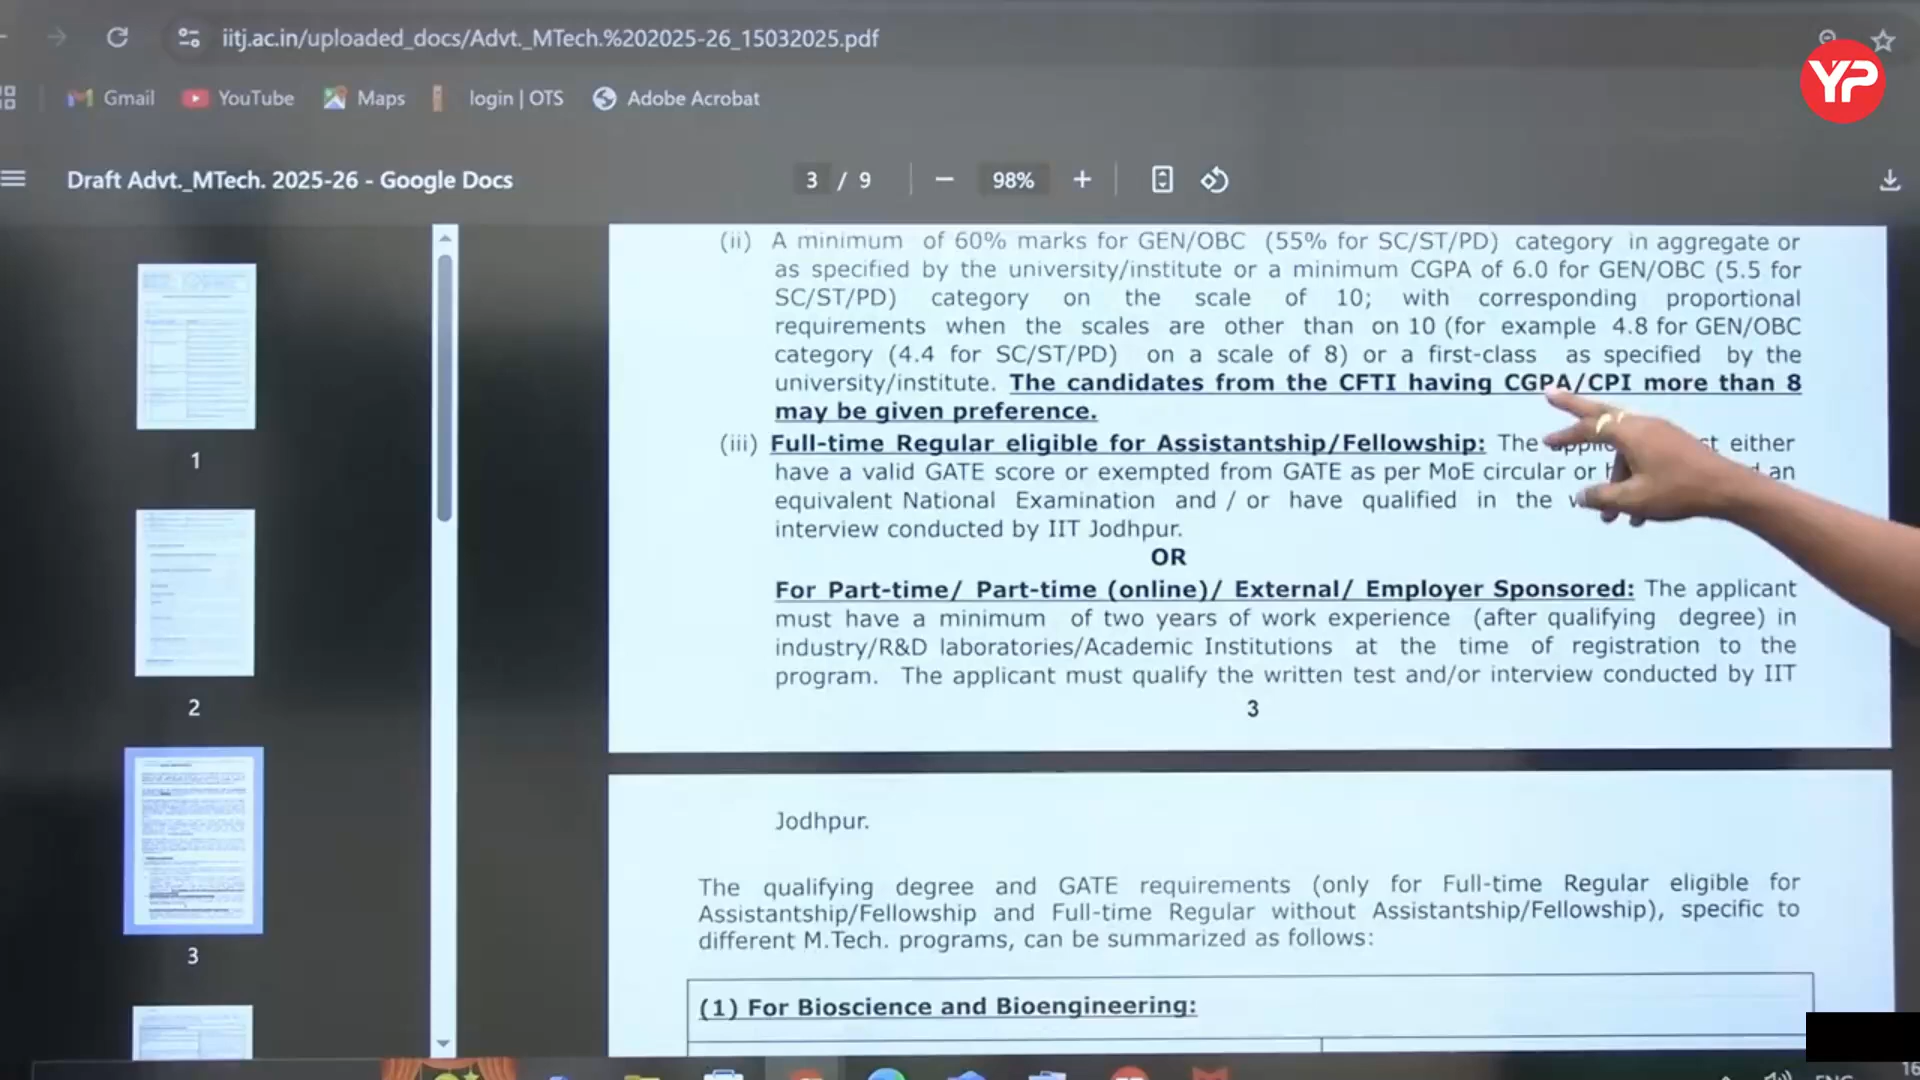 iitj.ac.in/uploaded_docs/Advt._MTech.%202025-26_15032025.pdf
YP
Gmail YouTube Maps login | OTS Adobe Acrobat
Draft Advt._MTech. 2025-26 - Google Docs 3 / 9 98%
(ii) A minimum of 60% marks for GEN/OBC (55% for SC/ST/PD) category in aggregate or
as specified by the university/institute or a minimum CGPA of 6.0 for GEN/OBC (5.5 for
SC/ST/PD) category on the scale of 10; with corresponding proportional
requirements when the scales are other than on 10 (for example 4.8 for GEN/OBC
category (4.4 for SC/ST/PD) on a scale of 8) or a first-class as specified by the
university/institute. The candidates from the CFTI having CGPA/CPI more than 8
may be given preference.
(iii) Full-time Regular eligible for Assistantship/Fellowship: The either
have a valid GATE score or exempted from GATE as per MoE circular or an
equivalent National Examination and / or have qualified in the
interview conducted by IIT Jodhpur.
OR
For Part-time/ Part-time (online)/ External/ Employer Sponsored: The applicant
must have a minimum of two years of work experience (after qualifying degree) in
industry/R&D laboratories/Academic Institutions at the time of registration to the
program. The applicant must qualify the written test and/or interview conducted by IIT
3
Jodhpur.
The qualifying degree and GATE requirements (only for Full-time Regular eligible for
Assistantship/Fellowship and Full-time Regular without Assistantship/Fellowship), specific to
different M.Tech. programs, can be summarized as follows:
(1) For Bioscience and Bioengineering:
1
2
3